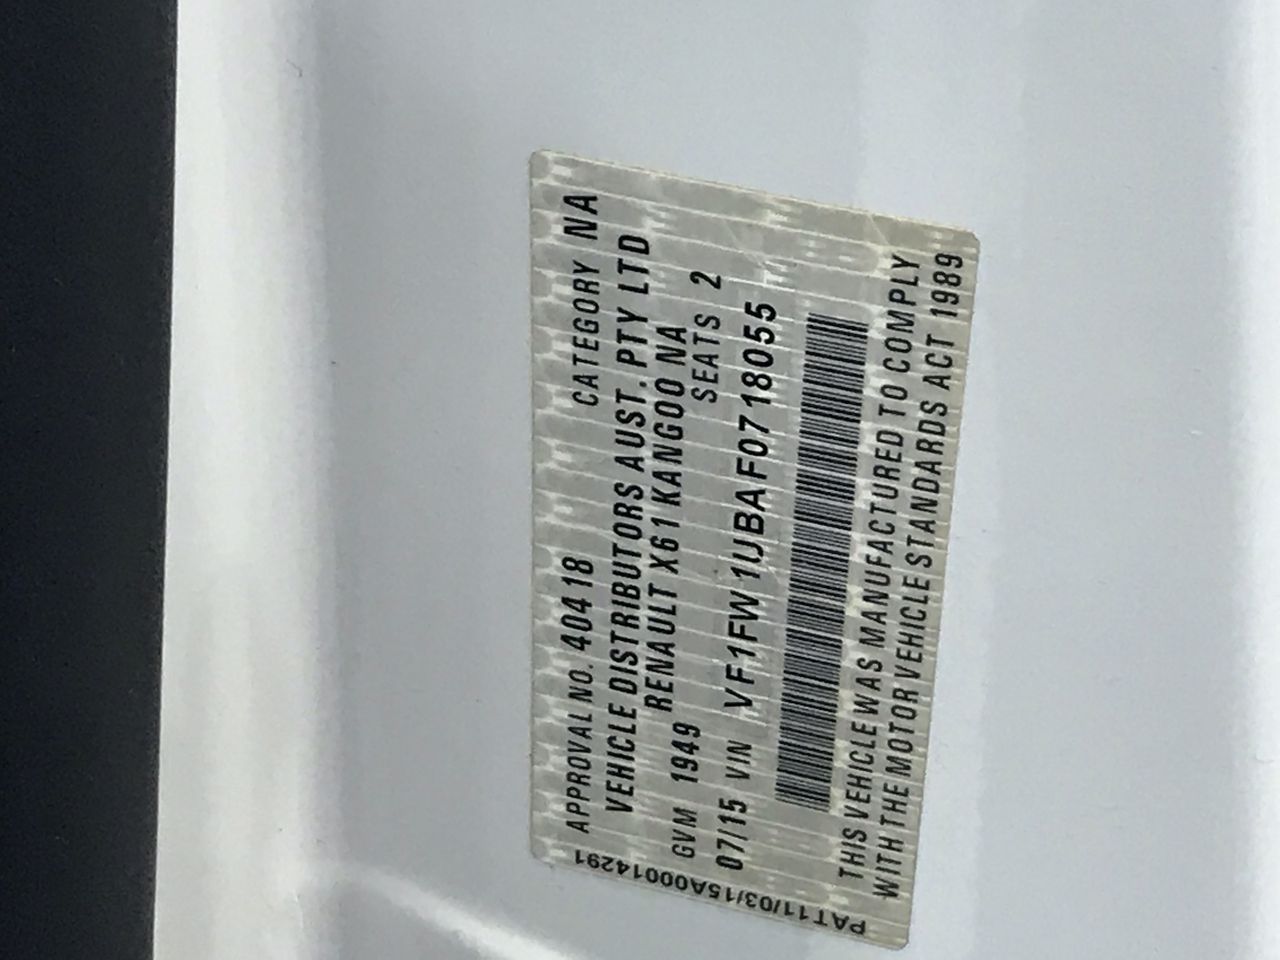 APPROVAL NO. 40418 CATEGORY NA
VEHICLE DISTRIBUTORS AUST. PTY LTD
RENAULT X61 KANGOO NA
GVM 1949 SEATS 2
07/15 VIN VF1FW1UBAF0718055
THIS VEHICLE WAS MANUFACTURED TO COMPLY
WITH THE MOTOR VEHICLE STANDARDS ACT 1989
PAT11/03/15A00014291